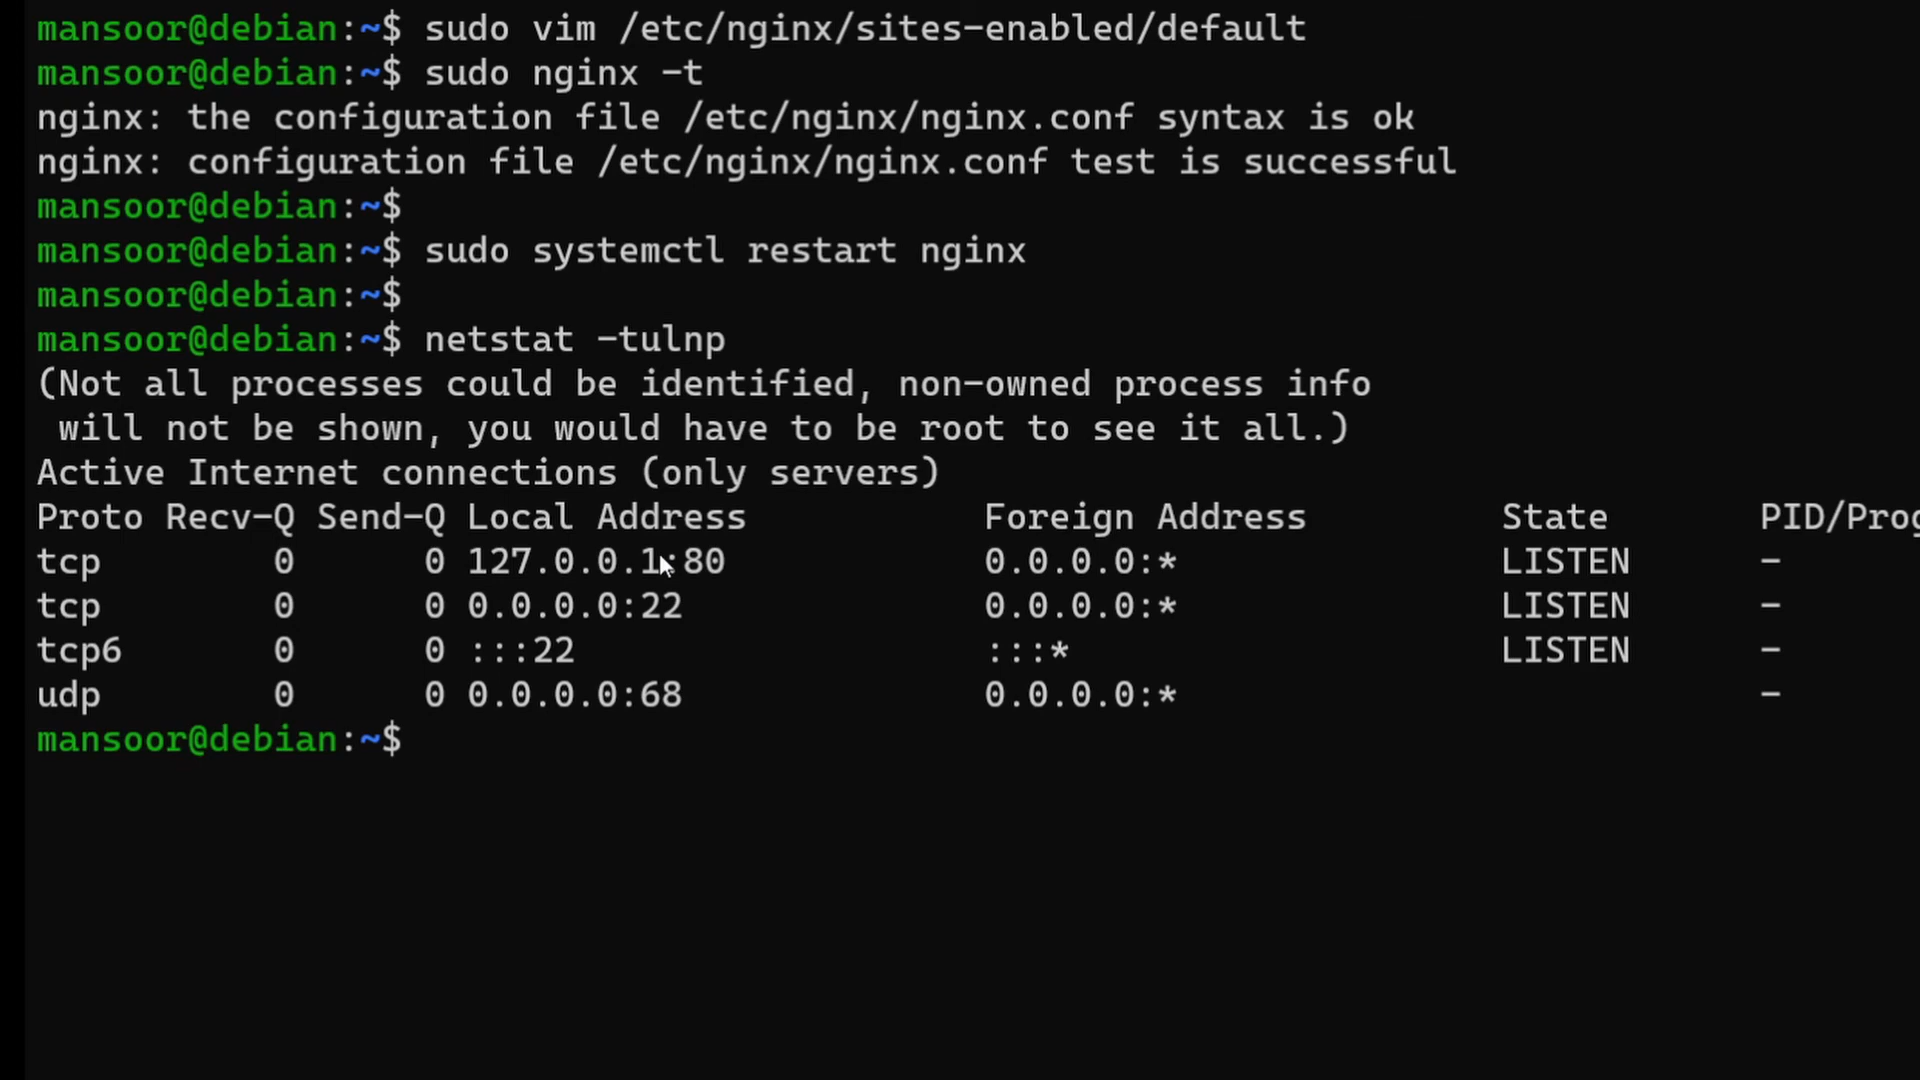 mansoor@debian:~$ sudo vim /etc/nginx/sites-enabled/default
mansoor@debian:~$ sudo nginx -t
nginx: the configuration file /etc/nginx/nginx.conf syntax is ok
nginx: configuration file /etc/nginx/nginx.conf test is successful
mansoor@debian:~$
mansoor@debian:~$ sudo systemctl restart nginx
mansoor@debian:~$
mansoor@debian:~$ netstat -tulnp
(Not all processes could be identified, non-owned process info
 will not be shown, you would have to be root to see it all.)
Active Internet connections (only servers)
Proto Recv-Q Send-Q Local Address           Foreign Address         State       PID/Prog
tcp        0      0 127.0.0.1:80            0.0.0.0:*               LISTEN      -
tcp        0      0 0.0.0.0:22              0.0.0.0:*               LISTEN      -
tcp6       0      0 :::22                   :::*                    LISTEN      -
udp        0      0 0.0.0.0:68              0.0.0.0:*                           -
mansoor@debian:~$